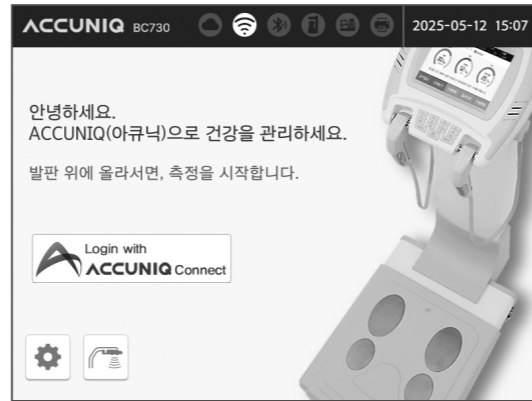 ACCUNIQ BC730
2025-05-12 15:07
안녕하세요.
ACCUNIQ(아큐닉)으로 건강을 관리하세요.
발판 위에 올라서면, 측정을 시작합니다.
Login with
ACCUNIQ Connect